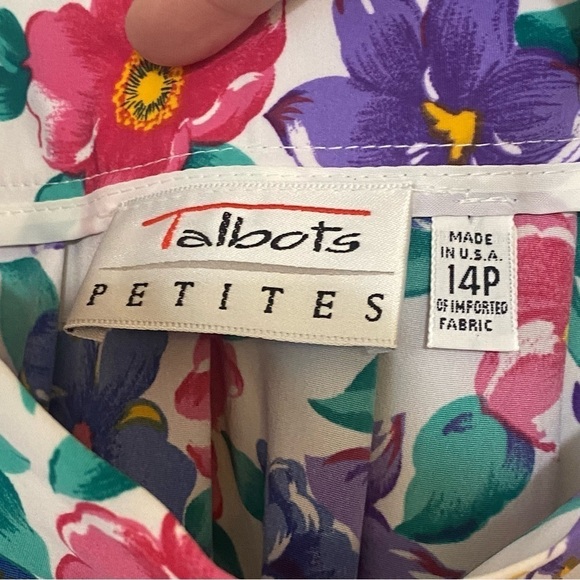 Talbots
PETITES
MADE
IN U.S.A.
14P
OF IMPORTED
FABRIC